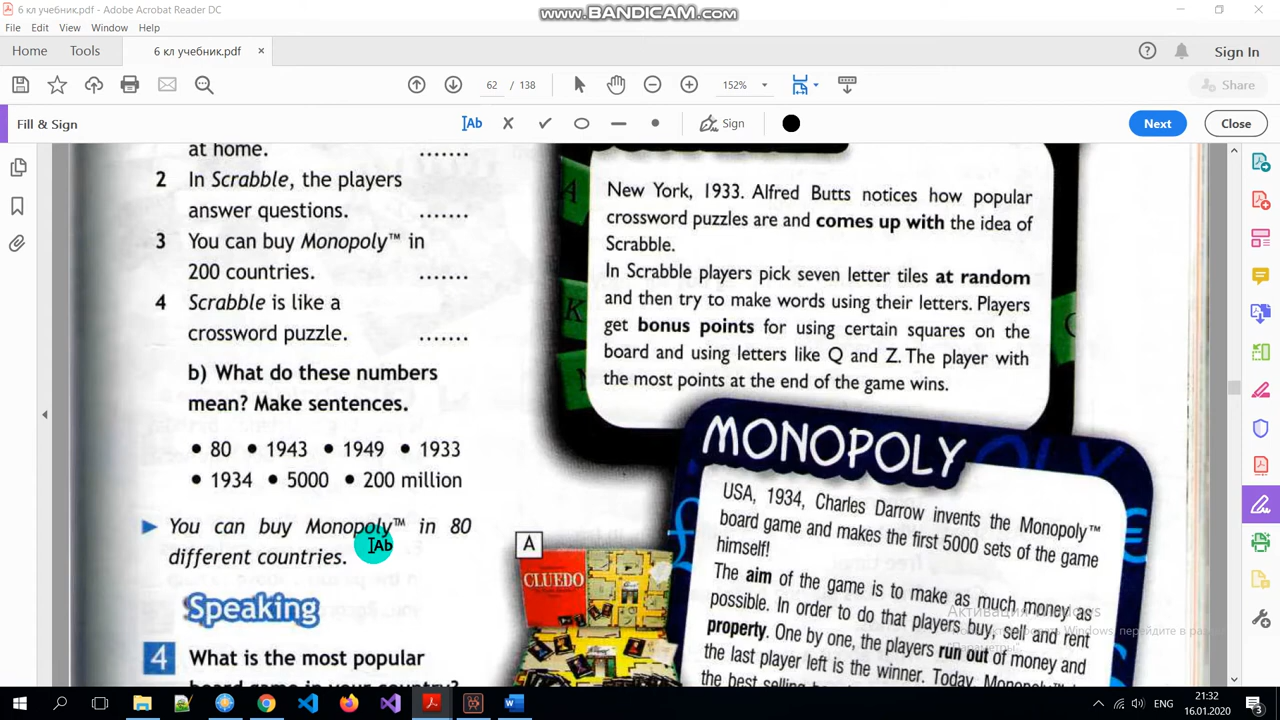 6 кл учебник.pdf - Adobe Acrobat Reader DC
www.BANDICAM.com
File Edit View Window Help
Home Tools 6 кл учебник.pdf × Sign In
62 / 138 152% Share
Fill & Sign Ab Sign Next Close
at home. .......
2 In Scrabble, the players
answer questions. .......
3 You can buy Monopoly™ in
200 countries. .......
4 Scrabble is like a
crossword puzzle. .......
b) What do these numbers
mean? Make sentences.
• 80 • 1943 • 1949 • 1933
• 1934 • 5000 • 200 million
You can buy Monopoly™ in 80
different countries.
Ab
Speaking
4 What is the most popular
New York, 1933. Alfred Butts notices how popular
crossword puzzles are and comes up with the idea of
Scrabble.
In Scrabble players pick seven letter tiles at random
and then try to make words using their letters. Players
get bonus points for using certain squares on the
board and using letters like Q and Z. The player with
the most points at the end of the game wins.
A
K
MONOPOLY
USA, 1934, Charles Darrow invents the Monopoly™
board game and makes the first 5000 sets of the game
himself!
The aim of the game is to make as much money as
possible. In order to do that players buy, sell and rent
property. One by one, the players run out of money and
the last player left is the winner. Today, Monopoly™
A
CLUEDO
Активация Windows
перейдите в раз
ENG
21:32
16.01.2020
3